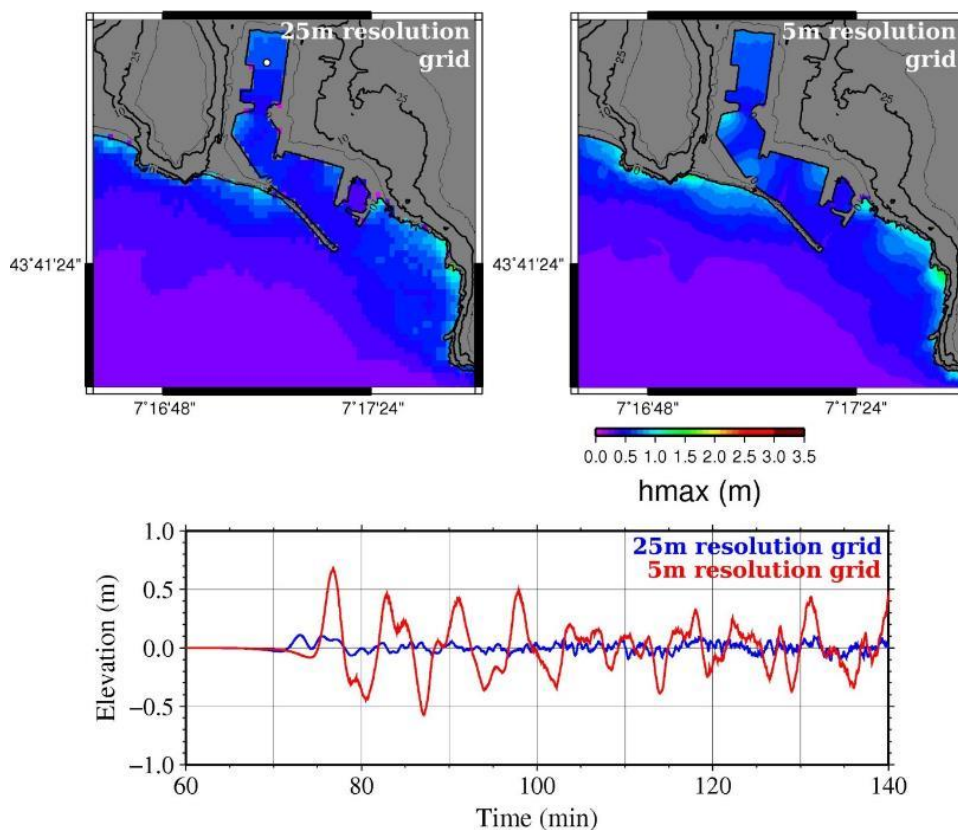 25m resolution
grid
5m resolution
grid
25
25
10
25
25
10
43°41'24"
43°41'24"
7°16'48"
7°17'24"
7°16'48"
7°17'24"
0.0 0.5 1.0 1.5 2.0 2.5 3.0 3.5
hmax (m)
1.0
0.5
0.0
−0.5
−1.0
Elevation (m)
25m resolution grid
5m resolution grid
60 80 100 120 140
Time (min)